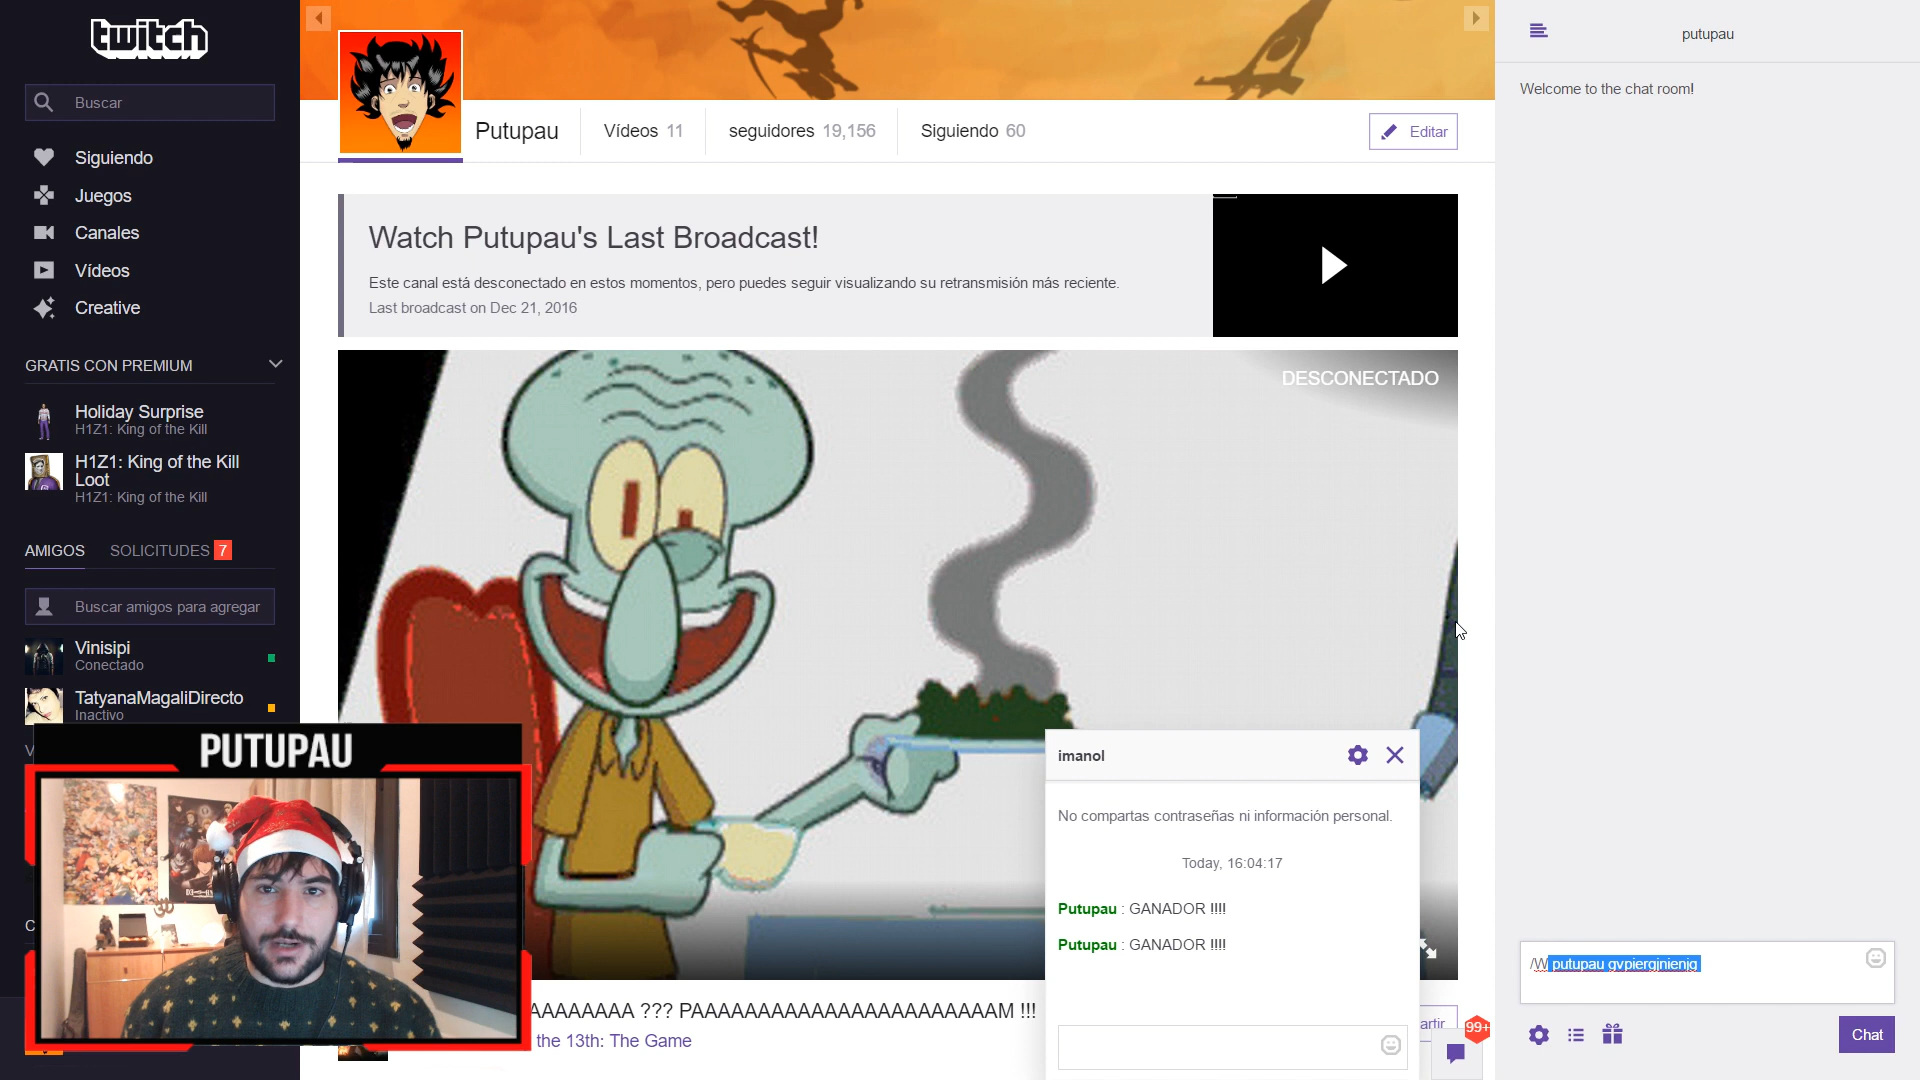 twitch
Buscar
Siguiendo
Juegos
Canales
Vídeos
Creative
GRATIS CON PREMIUM
Holiday Surprise
H1Z1: King of the Kill
H1Z1: King of the Kill
Loot
H1Z1: King of the Kill
AMIGOS SOLICITUDES 7
Buscar amigos para agregar
Vinisipi
Conectado
TatyanaMagaliDirecto
Inactivo
V
C
PUTUPAU
Putupau Vídeos 11 seguidores 19,156 Siguiendo 60 Editar
Watch Putupau's Last Broadcast!
Este canal está desconectado en estos momentos, pero puedes seguir visualizando su retransmisión más reciente.
Last broadcast on Dec 21, 2016
DESCONECTADO
AAAAAAAA ??? PAAAAAAAAAAAAAAAAAAAAAAAM !!!
the 13th: The Game
artir
99+
imanol
No compartas contraseñas ni información personal.
Today, 16:04:17
Putupau : GANADOR !!!!
Putupau : GANADOR !!!!
putupau
Welcome to the chat room!
/W putupau gvpierginienig
Chat